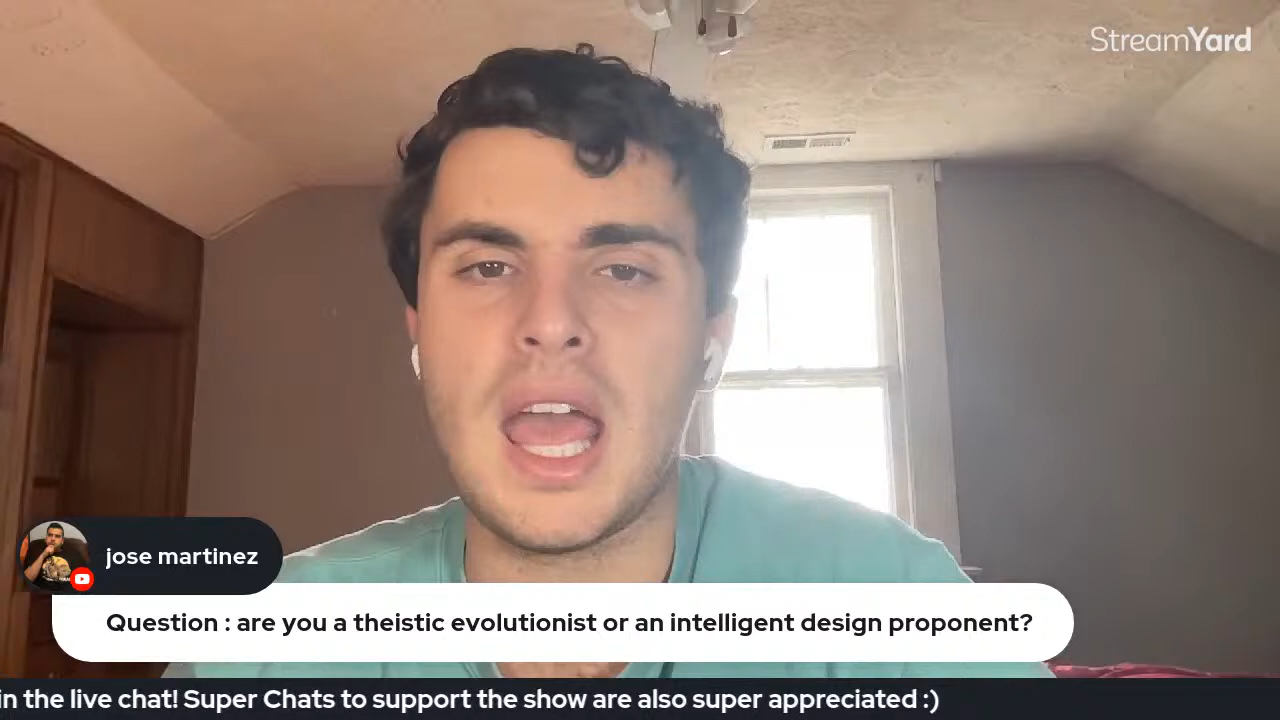 StreamYard
jose martinez
Question : are you a theistic evolutionist or an intelligent design proponent?
in the live chat! Super Chats to support the show are also super appreciated :)